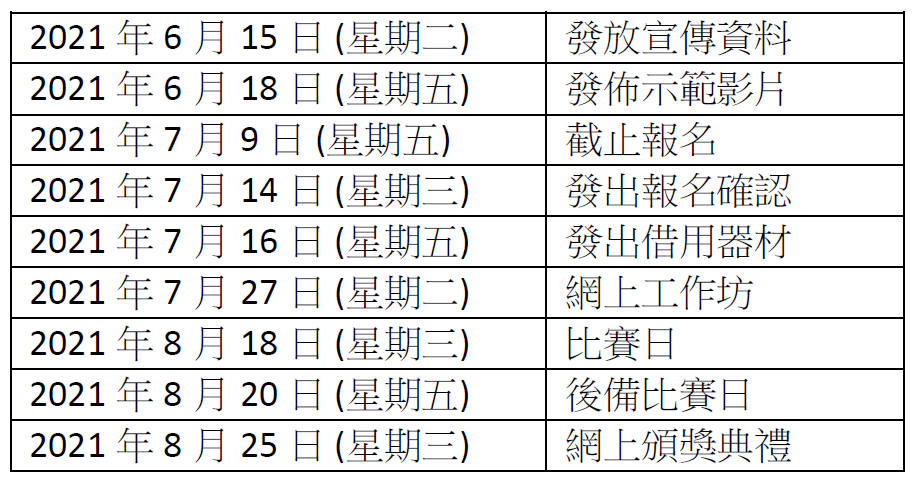 2021 年 6 月 15 日 (星期二) 發放宣傳資料
2021 年 6 月 18 日 (星期五) 發佈示範影片
2021 年 7 月 9 日 (星期五) 截止報名
2021 年 7 月 14 日 (星期三) 發出報名確認
2021 年 7 月 16 日 (星期五) 發出借用器材
2021 年 7 月 27 日 (星期二) 網上工作坊
2021 年 8 月 18 日 (星期三) 比賽日
2021 年 8 月 20 日 (星期五) 後備比賽日
2021 年 8 月 25 日 (星期三) 網上頒獎典禮